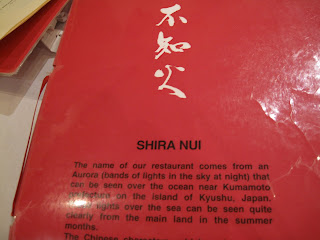 不知火
SHIRA NUI
The name of our restaurant comes from an
Aurora (bands of lights in the sky at night) that
can be seen over the ocean near Kumamoto
on the island of Kyushu, Japan.
lights over the sea can be seen quite
clearly from the main land in the summer
months.
The Chinese